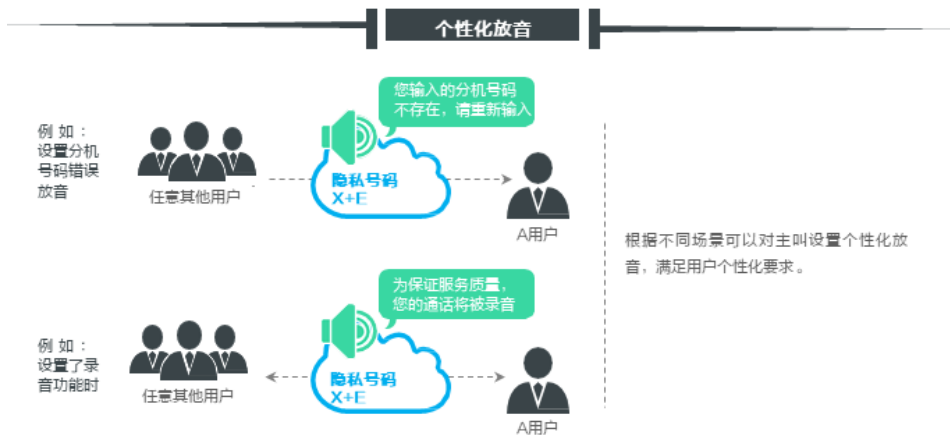 个性化放音
您输入的分机号码
不存在，请重新输入
例如：
设置分机
号码错误
放音
任意其他用户
隐私号码
X+E
A用户
为保证服务质量，
您的通话将被录音
例如：
设置了录
音功能时
任意其他用户
隐私号码
X+E
A用户
根据不同场景可以对主叫设置个性化放
音，满足用户个性化要求。